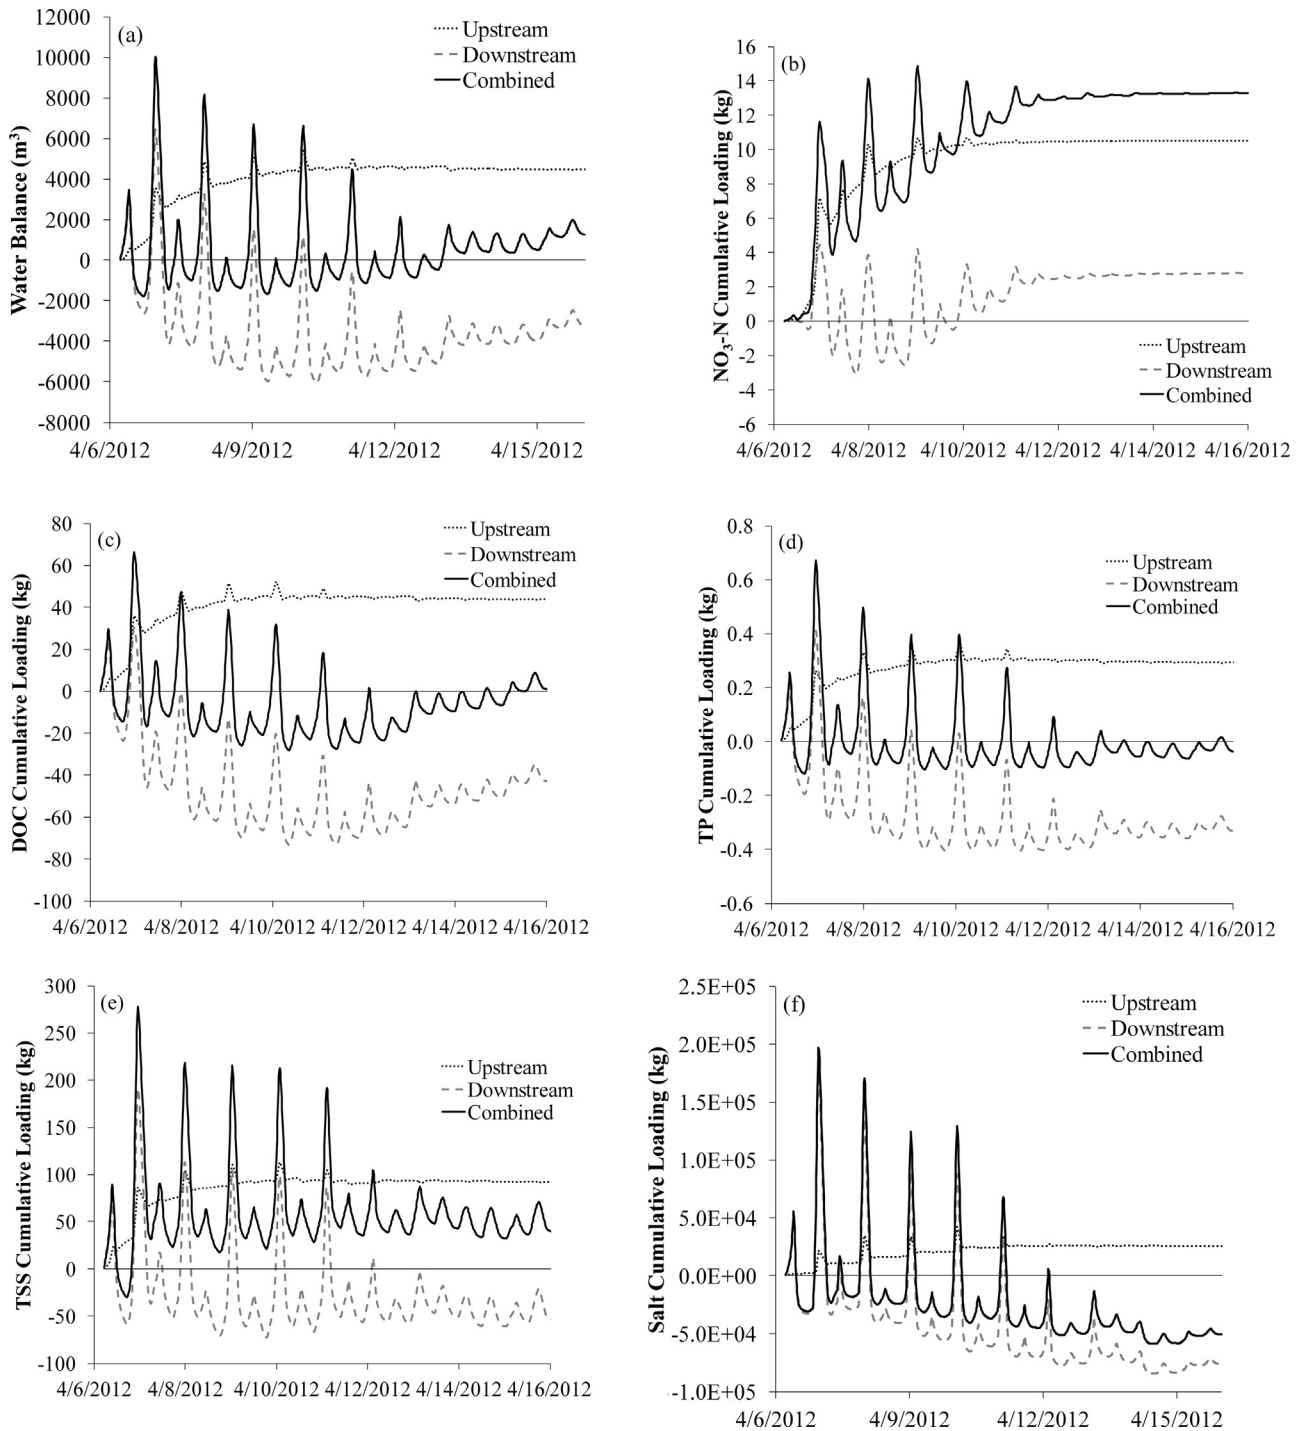 (a)
Water Balance (m³)
12000
10000
8000
6000
4000
2000
0
-2000
-4000
-6000
-8000
4/6/2012 4/9/2012 4/12/2012 4/15/2012
Upstream
Downstream
Combined
(b)
NO₃-N Cumulative Loading (kg)
16
14
12
10
8
6
4
2
0
-2
-4
-6
4/6/2012 4/8/2012 4/10/2012 4/12/2012 4/14/2012 4/16/2012
Upstream
Downstream
Combined
(c)
DOC Cumulative Loading (kg)
80
60
40
20
0
-20
-40
-60
-80
-100
4/6/2012 4/8/2012 4/10/2012 4/12/2012 4/14/2012 4/16/2012
Upstream
Downstream
Combined
(d)
TP Cumulative Loading (kg)
0.8
0.6
0.4
0.2
0.0
-0.2
-0.4
-0.6
4/6/2012 4/8/2012 4/10/2012 4/12/2012 4/14/2012 4/16/2012
Upstream
Downstream
Combined
(e)
TSS Cumulative Loading (kg)
300
250
200
150
100
50
0
-50
-100
4/6/2012 4/8/2012 4/10/2012 4/12/2012 4/14/2012 4/16/2012
Upstream
Downstream
Combined
(f)
Salt Cumulative Loading (kg)
2.5E+05
2.0E+05
1.5E+05
1.0E+05
5.0E+04
0.0E+00
-5.0E+04
-1.0E+05
4/6/2012 4/9/2012 4/12/2012 4/15/2012
Upstream
Downstream
Combined